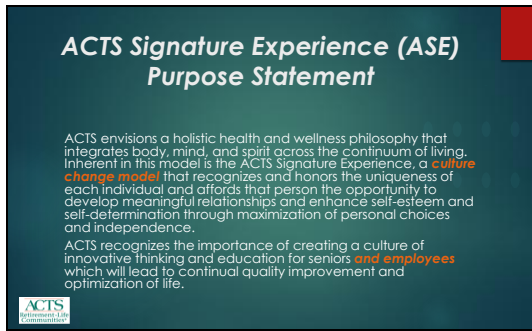 ACTS Signature Experience (ASE)
Purpose Statement
ACTS envisions a holistic health and wellness philosophy that
integrates body, mind, and spirit across the continuum of living.
Inherent in this model is the ACTS Signature Experience, a culture
change model that recognizes and honors the uniqueness of
each individual and affords that person the opportunity to
develop meaningful relationships and enhance self-esteem and
self-determination through maximization of personal choices
and independence.
ACTS recognizes the importance of creating a culture of
innovative thinking and education for seniors and employees
which will lead to continual quality improvement and
optimization of life.
ACTS
Retirement-Life
Communities®